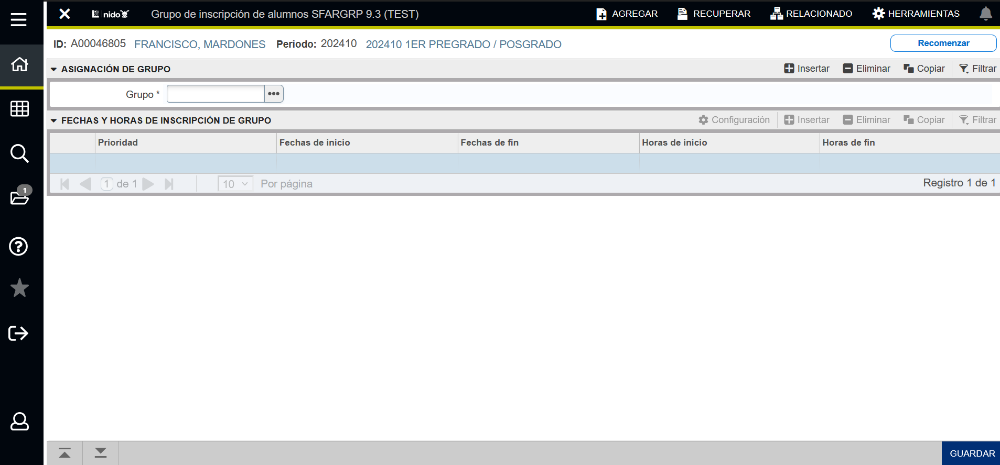 nido Grupo de inscripción de alumnos SFARGRP 9.3 (TEST) AGREGAR RECUPERAR RELACIONADO HERRAMIENTAS
ID: A00046805 FRANCISCO, MARDONES Periodo: 202410 202410 1ER PREGRADO / POSGRADO Recomenzar
ASIGNACIÓN DE GRUPO Insertar Eliminar Copiar Filtrar
Grupo * •••
FECHAS Y HORAS DE INSCRIPCIÓN DE GRUPO Configuración Insertar Eliminar Copiar Filtrar
Prioridad Fechas de inicio Fechas de fin Horas de inicio Horas de fin
1 de 1 10 Por página Registro 1 de 1
1
GUARDAR